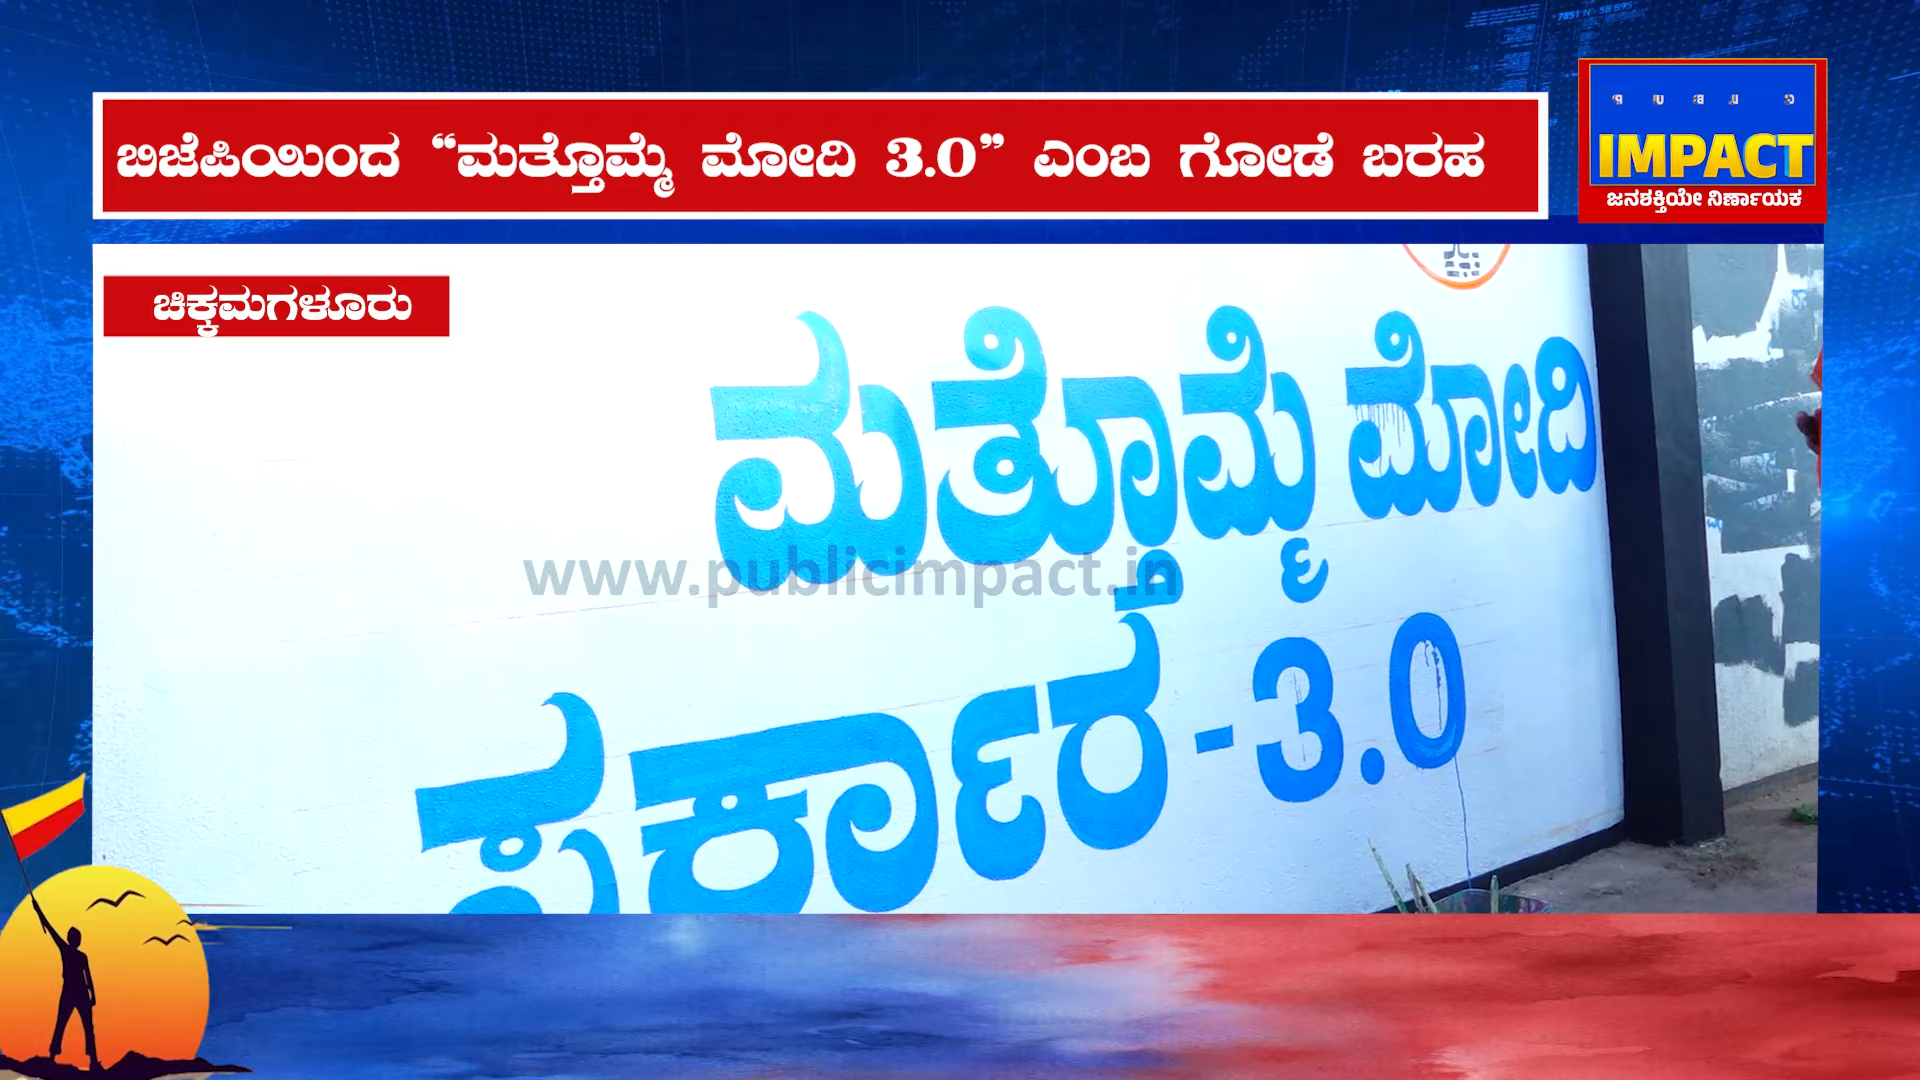 ಬಿಜೆಪಿಯಿಂದ “ಮತ್ತೊಮ್ಮೆ ಮೋದಿ 3.0” ಎಂಬ ಗೋಡೆ ಬರಹ
IMPACT
ಜನಶಕ್ತಿಯೇ ನಿರ್ಣಾಯಕ
ಚಿಕ್ಕಮಗಳೂರು
ಮತ್ತೊಮ್ಮೆ ಮೋದಿ
www.publicimpact.in
ಸರ್ಕಾರ - 3.0